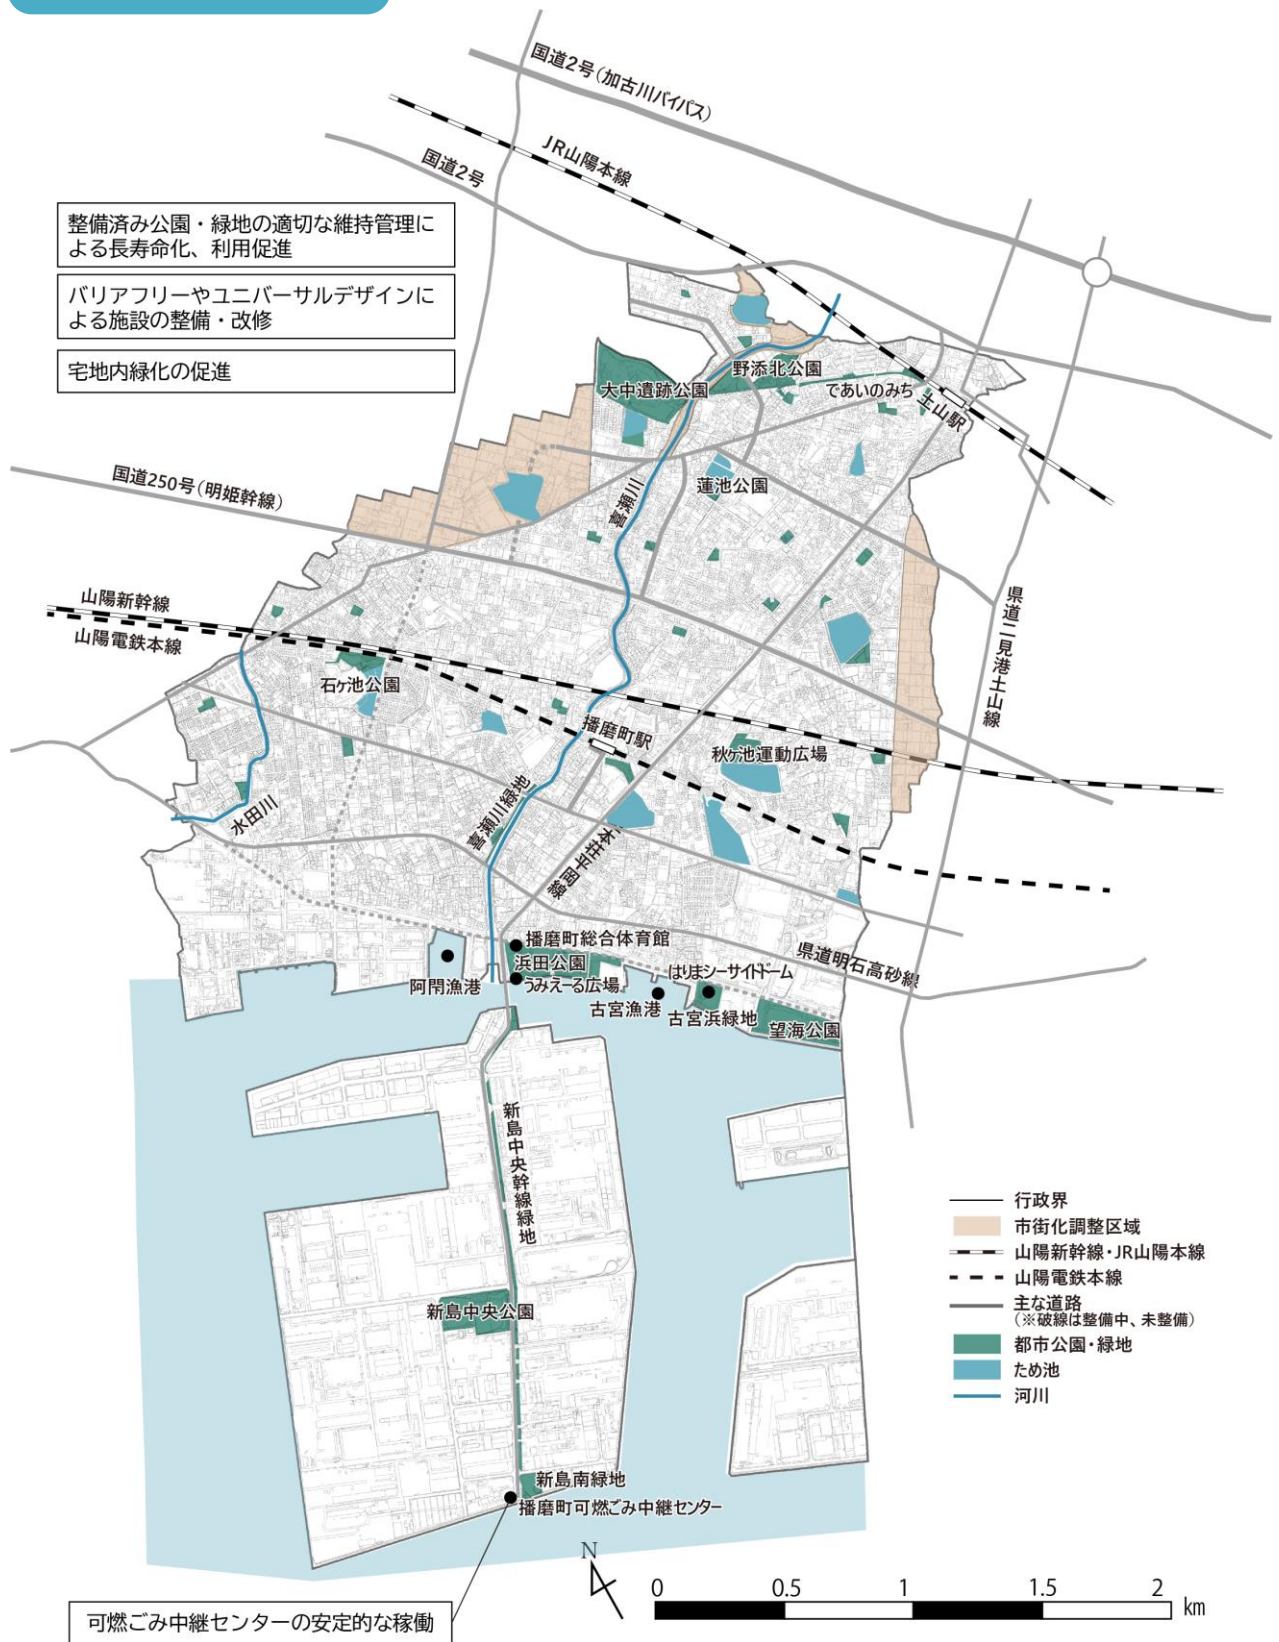 国道2号(加古川バイパス)
JR山陽本線
国道2号
整備済み公園・緑地の適切な維持管理に
よる長寿命化、利用促進
バリアフリーやユニバーサルデザインに
よる施設の整備・改修
宅地内緑化の促進
野添北公園
大中遺跡公園
であいのみち
土山駅
国道250号(明姫幹線)
喜瀬川
蓮池公園
山陽新幹線
山陽電鉄本線
県道二見港土山線
石ケ池公園
播磨町駅
秋ケ池運動広場
水田川
喜瀬川緑地
本荘平岡線
播磨町総合体育館
浜田公園
うみえーる広場
阿閇漁港
はりまシーサイドドーム
県道明石高砂線
古宮漁港
古宮浜緑地
望海公園
新島中央幹線緑地
新島中央公園
新島南緑地
播磨町可燃ごみ中継センター
行政界
市街化調整区域
山陽新幹線・JR山陽本線
山陽電鉄本線
主な道路
(※破線は整備中、未整備)
都市公園・緑地
ため池
河川
可燃ごみ中継センターの安定的な稼働
N
0 0.5 1 1.5 2
km